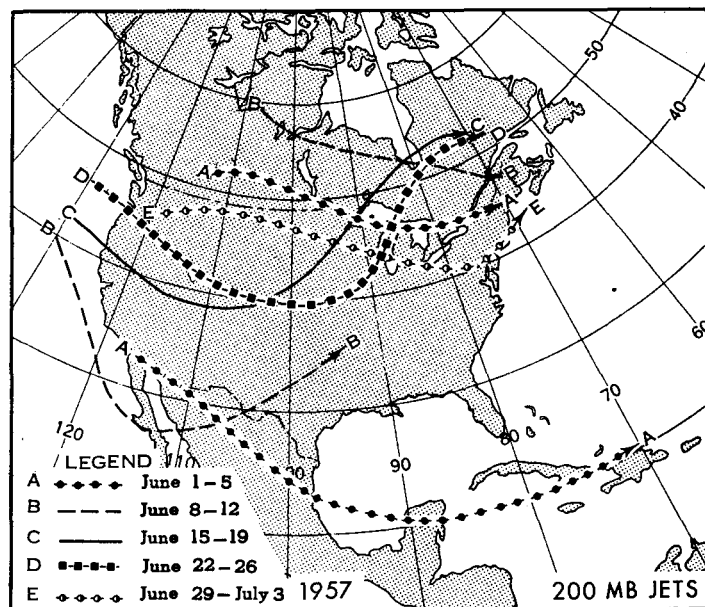 50
40
B
C
D
A
B
D
E
A
C
E
B
B
A
60
70
120
80
90
A
LEGEND 110
A June 1-5
B June 8-12
C June 15-19
D June 22-26
E June 29-July 3 1957 200 MB JETS